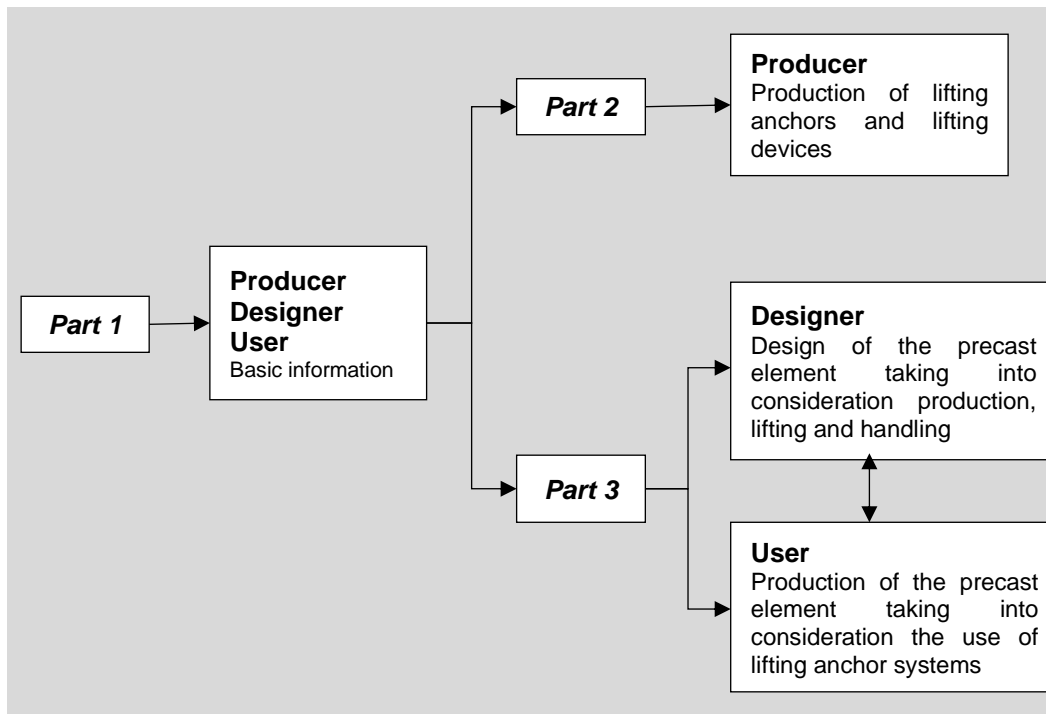 Part 1
Producer
Designer
User
Basic information
Part 2
Producer
Production of lifting
anchors and lifting
devices
Part 3
Designer
Design of the precast
element taking into
consideration production,
lifting and handling
User
Production of the precast
element taking into
consideration the use of
lifting anchor systems